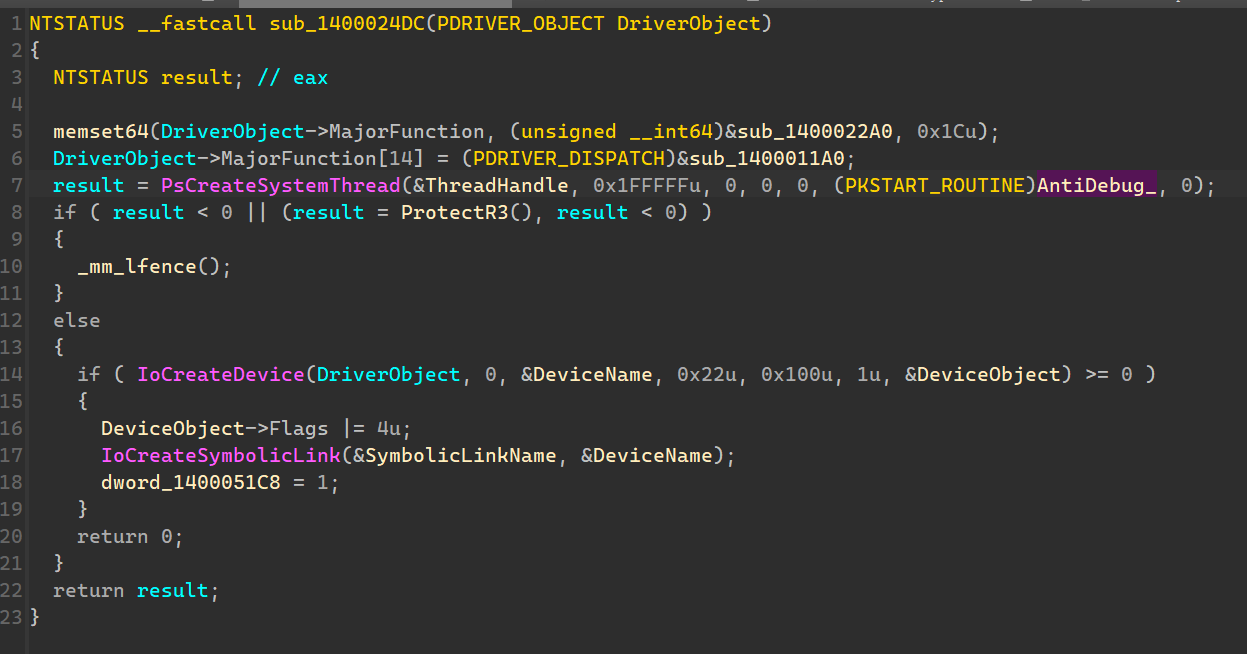 1 NTSTATUS __fastcall sub_1400024DC(PDRIVER_OBJECT DriverObject)
2 {
3   NTSTATUS result; // eax
4
5   memset64(DriverObject->MajorFunction, (unsigned __int64)&sub_1400022A0, 0x1Cu);
6   DriverObject->MajorFunction[14] = (PDRIVER_DISPATCH)&sub_1400011A0;
7   result = PsCreateSystemThread(&ThreadHandle, 0x1FFFFFu, 0, 0, 0, (PKSTART_ROUTINE)AntiDebug_, 0);
8   if ( result < 0 || (result = ProtectR3(), result < 0) )
9   {
10     _mm_lfence();
11   }
12   else
13   {
14     if ( IoCreateDevice(DriverObject, 0, &DeviceName, 0x22u, 0x100u, 1u, &DeviceObject) >= 0 )
15     {
16       DeviceObject->Flags |= 4u;
17       IoCreateSymbolicLink(&SymbolicLinkName, &DeviceName);
18       dword_1400051C8 = 1;
19     }
20     return 0;
21   }
22   return result;
23 }